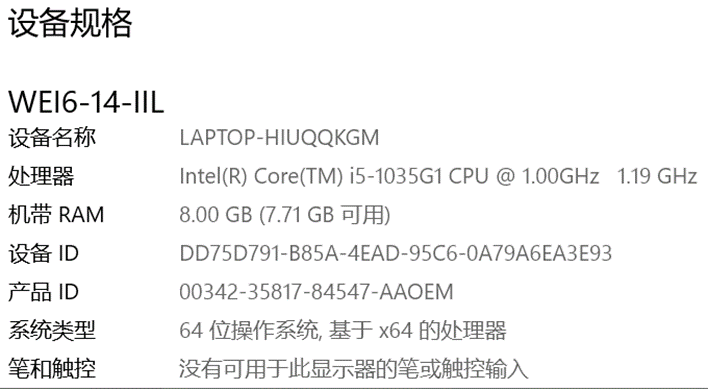 设备规格
WEI6-14-IIL
设备名称 LAPTOP-HIUQQKGM
处理器 Intel(R) Core(TM) i5-1035G1 CPU @ 1.00GHz 1.19 GHz
机带 RAM 8.00 GB (7.71 GB 可用)
设备 ID DD75D791-B85A-4EAD-95C6-0A79A6EA3E93
产品 ID 00342-35817-84547-AAOEM
系统类型 64 位操作系统, 基于 x64 的处理器
笔和触控 没有可用于此显示器的笔或触控输入